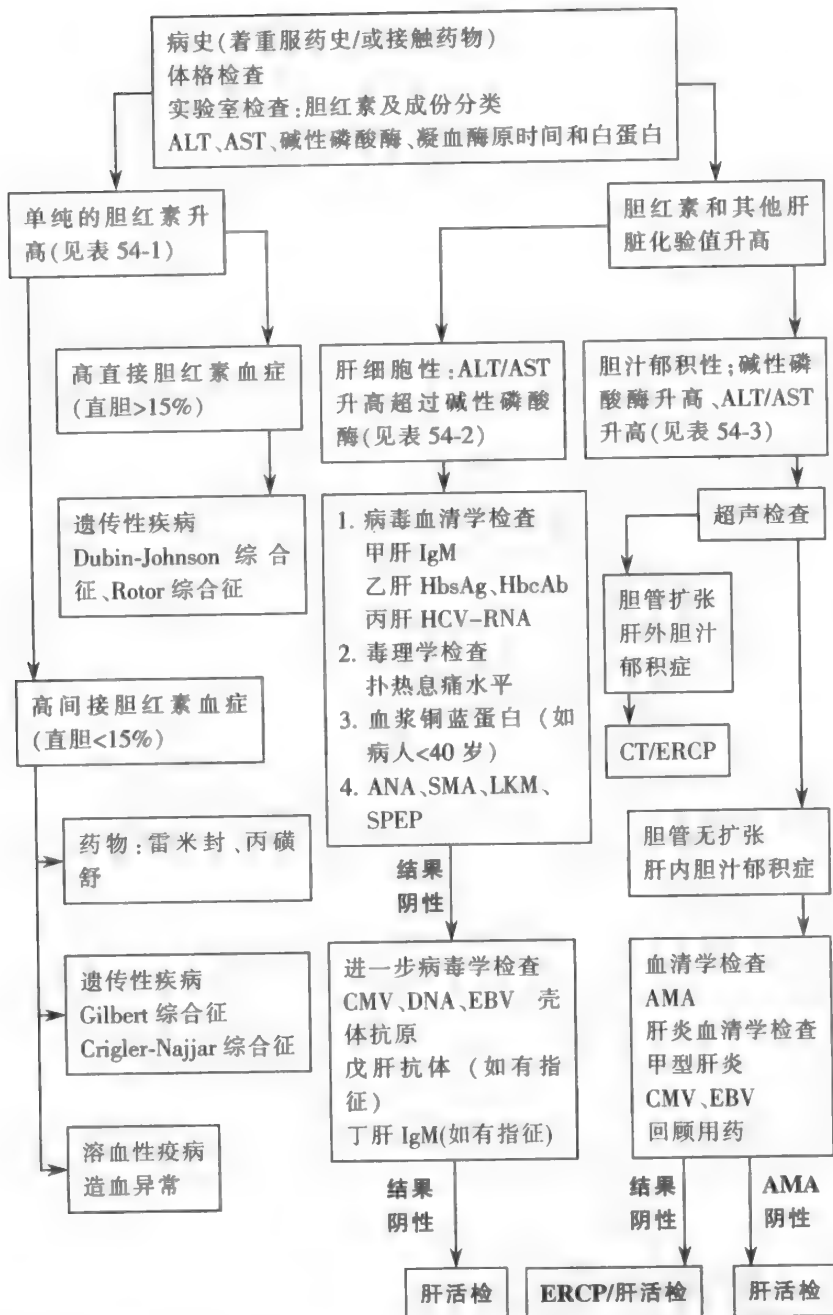 病史(着重服药史/或接触药物)
体格检查
实验室检查:胆红素及成份分类
ALT、AST、碱性磷酸酶、凝血酶原时间和白蛋白
单纯的胆红素升
高(见表 54-1)
胆红素和其他肝
脏化验值升高
高直接胆红素血症
(直胆>15%)
肝细胞性:ALT/AST
升高超过碱性磷酸
酶(见表 54-2)
胆汁郁积性;碱性磷
酸酶升高、ALT/AST
升高(见表 54-3)
遗传性疾病
Dubin-Johnson 综合
征、Rotor 综合征
1. 病毒血清学检查
甲肝 IgM
乙肝 HbsAg、HbcAb
丙肝 HCV-RNA
2. 毒理学检查
扑热息痛水平
3. 血浆铜蓝蛋白 (如
病人<40 岁)
4. ANA、SMA、LKM、
SPEP
超声检查
胆管扩张
肝外胆汁
郁积症
CT/ERCP
高间接胆红素血症
(直胆<15%)
药物:雷米封、丙磺
舒
胆管无扩张
肝内胆汁郁积症
结果
阴性
遗传性疾病
Gilbert 综合征
Crigler-Najjar 综合征
进一步病毒学检查
CMV、DNA、EBV 壳
体抗原
戊肝抗体 (如有指
征)
丁肝 IgM(如有指征)
血清学检查
AMA
肝炎血清学检查
甲型肝炎
CMV、EBV
回顾用药
溶血性疫病
造血异常
结果
阴性
结果
阴性
AMA
阴性
肝活检
ERCP/肝活检
肝活检